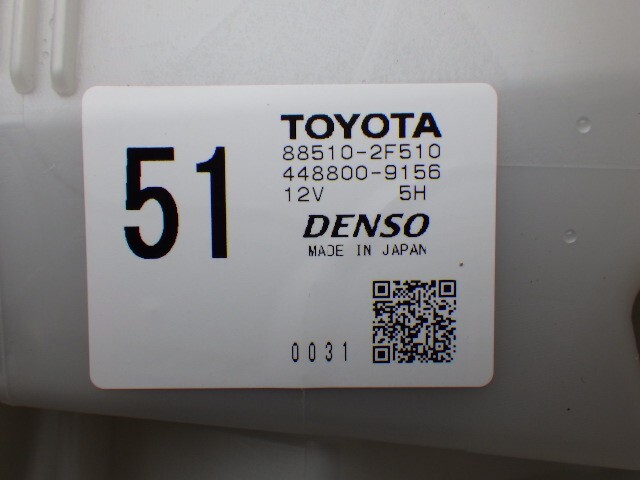 51
TOYOTA
88510-2F510
448800-9156
12V 5H
DENSO
MADE IN JAPAN
0031